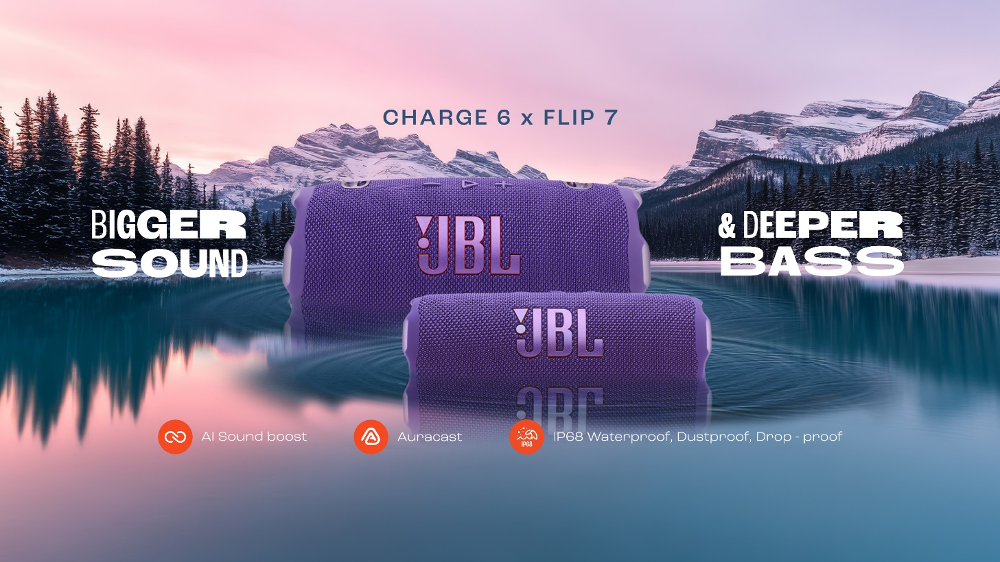 CHARGE 6 x FLIP 7
BIGGER
SOUND
JBL
& DEEPER
BASS
JBL
AI Sound boost
Auracast
IP68
IP68 Waterproof, Dustproof, Drop - proof